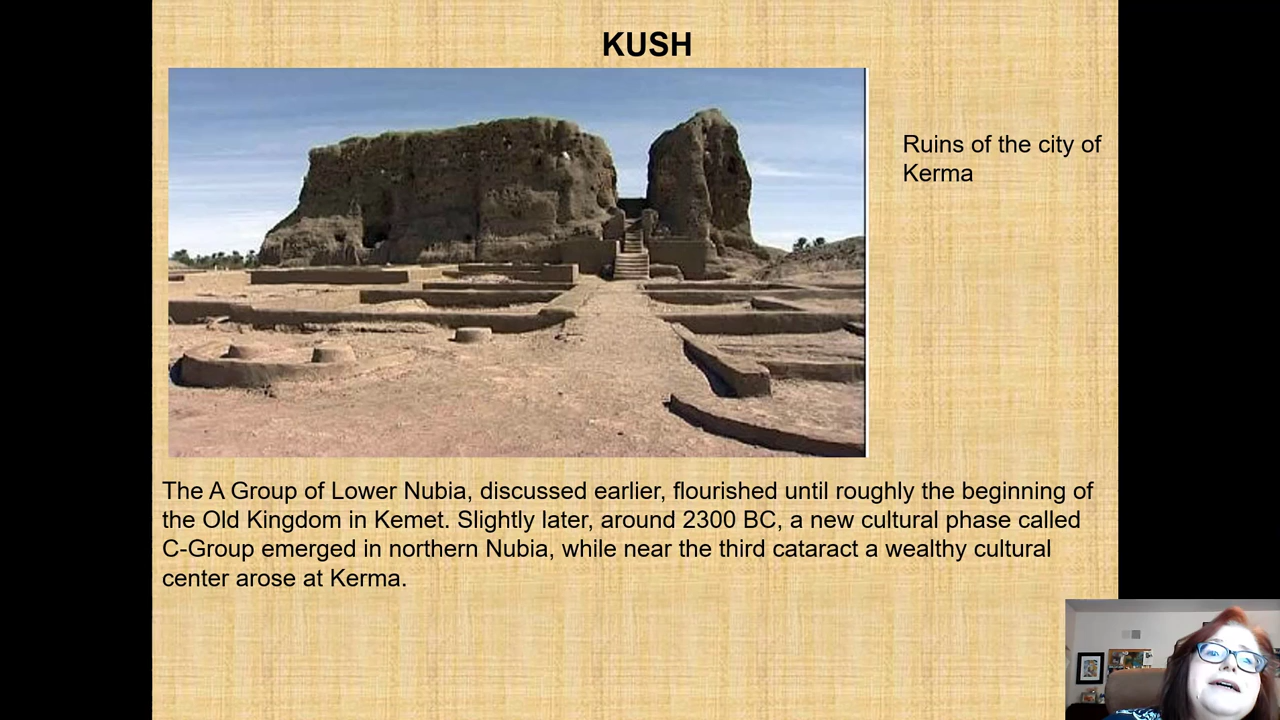 KUSH
Ruins of the city of
Kerma
The A Group of Lower Nubia, discussed earlier, flourished until roughly the beginning of
the Old Kingdom in Kemet. Slightly later, around 2300 BC, a new cultural phase called
C-Group emerged in northern Nubia, while near the third cataract a wealthy cultural
center arose at Kerma.